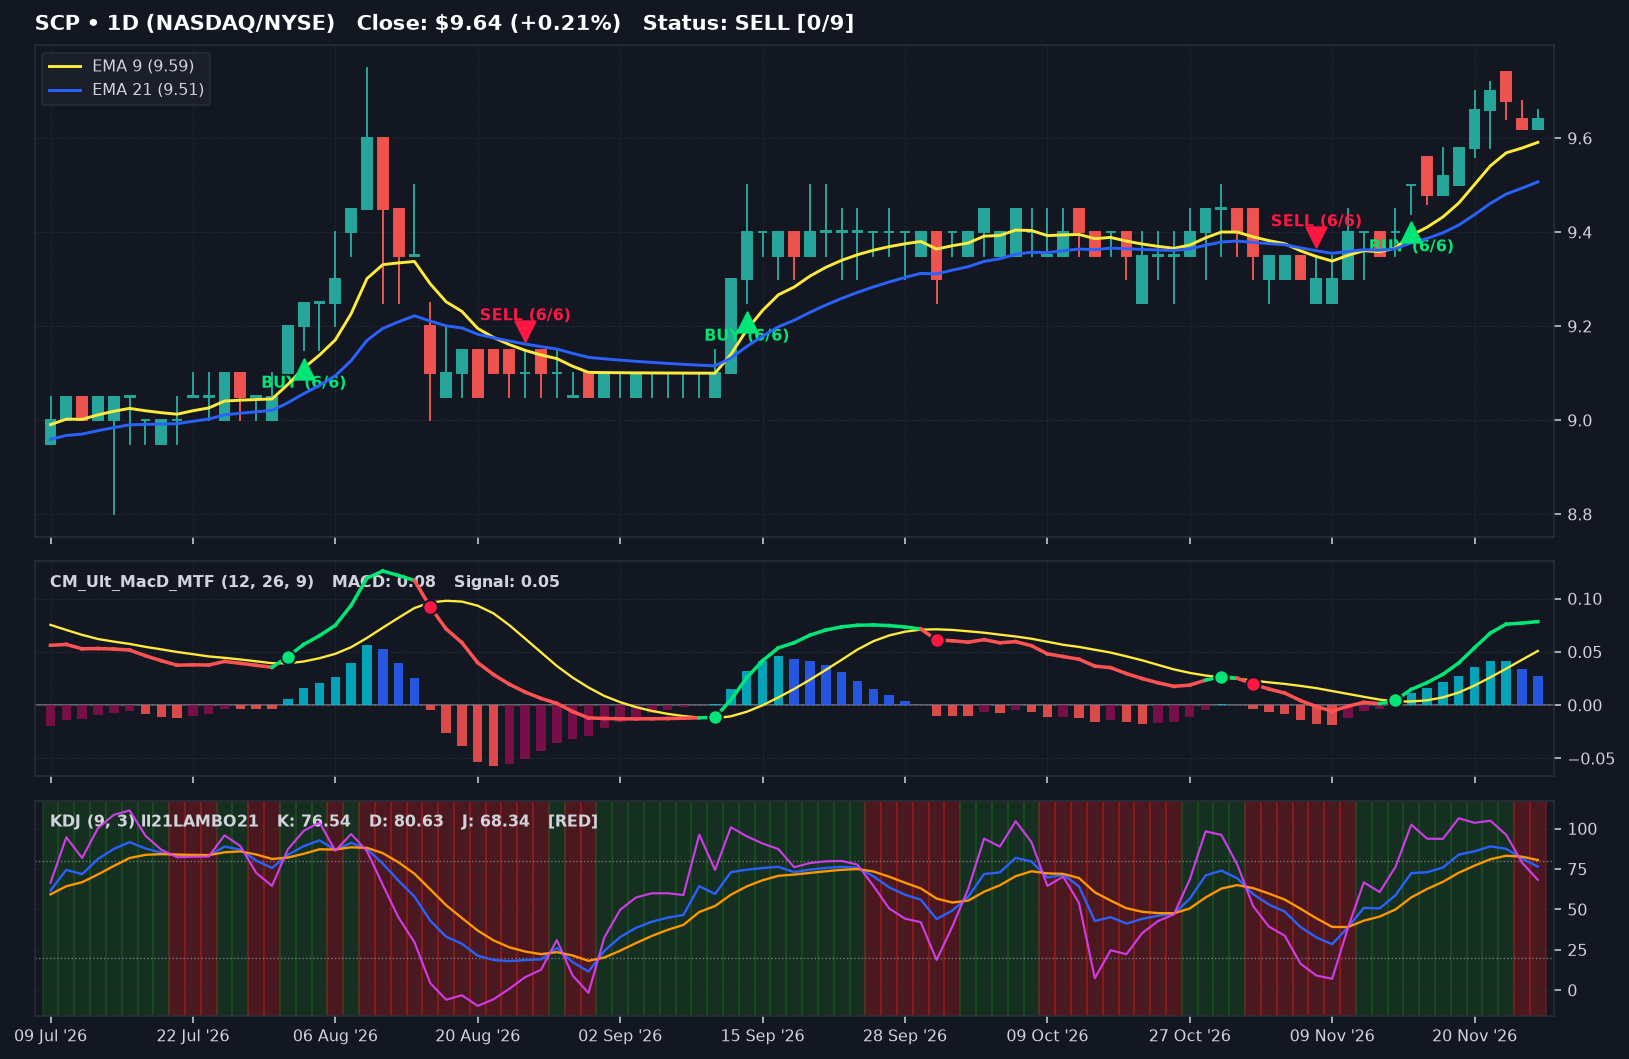 SCP • 1D (NASDAQ/NYSE)   Close: $9.64 (+0.21%)   Status: SELL [0/9]
EMA 9 (9.59)
EMA 21 (9.51)
9.6
SELL (6/6)
9.4
BUY (6/6)
SELL (6/6)
9.2
BUY (6/6)
BUY (6/6)
9.0
8.8
CM_Ult_MacD_MTF (12, 26, 9)   MACD: 0.08   Signal: 0.05
0.10
0.05
0.00
−0.05
KDJ (9, 3) II21LAMBO21   K: 76.54   D: 80.63   J: 68.34   [RED]
100
75
50
25
0
09 Jul '26
22 Jul '26
06 Aug '26
20 Aug '26
02 Sep '26
15 Sep '26
28 Sep '26
09 Oct '26
27 Oct '26
09 Nov '26
20 Nov '26